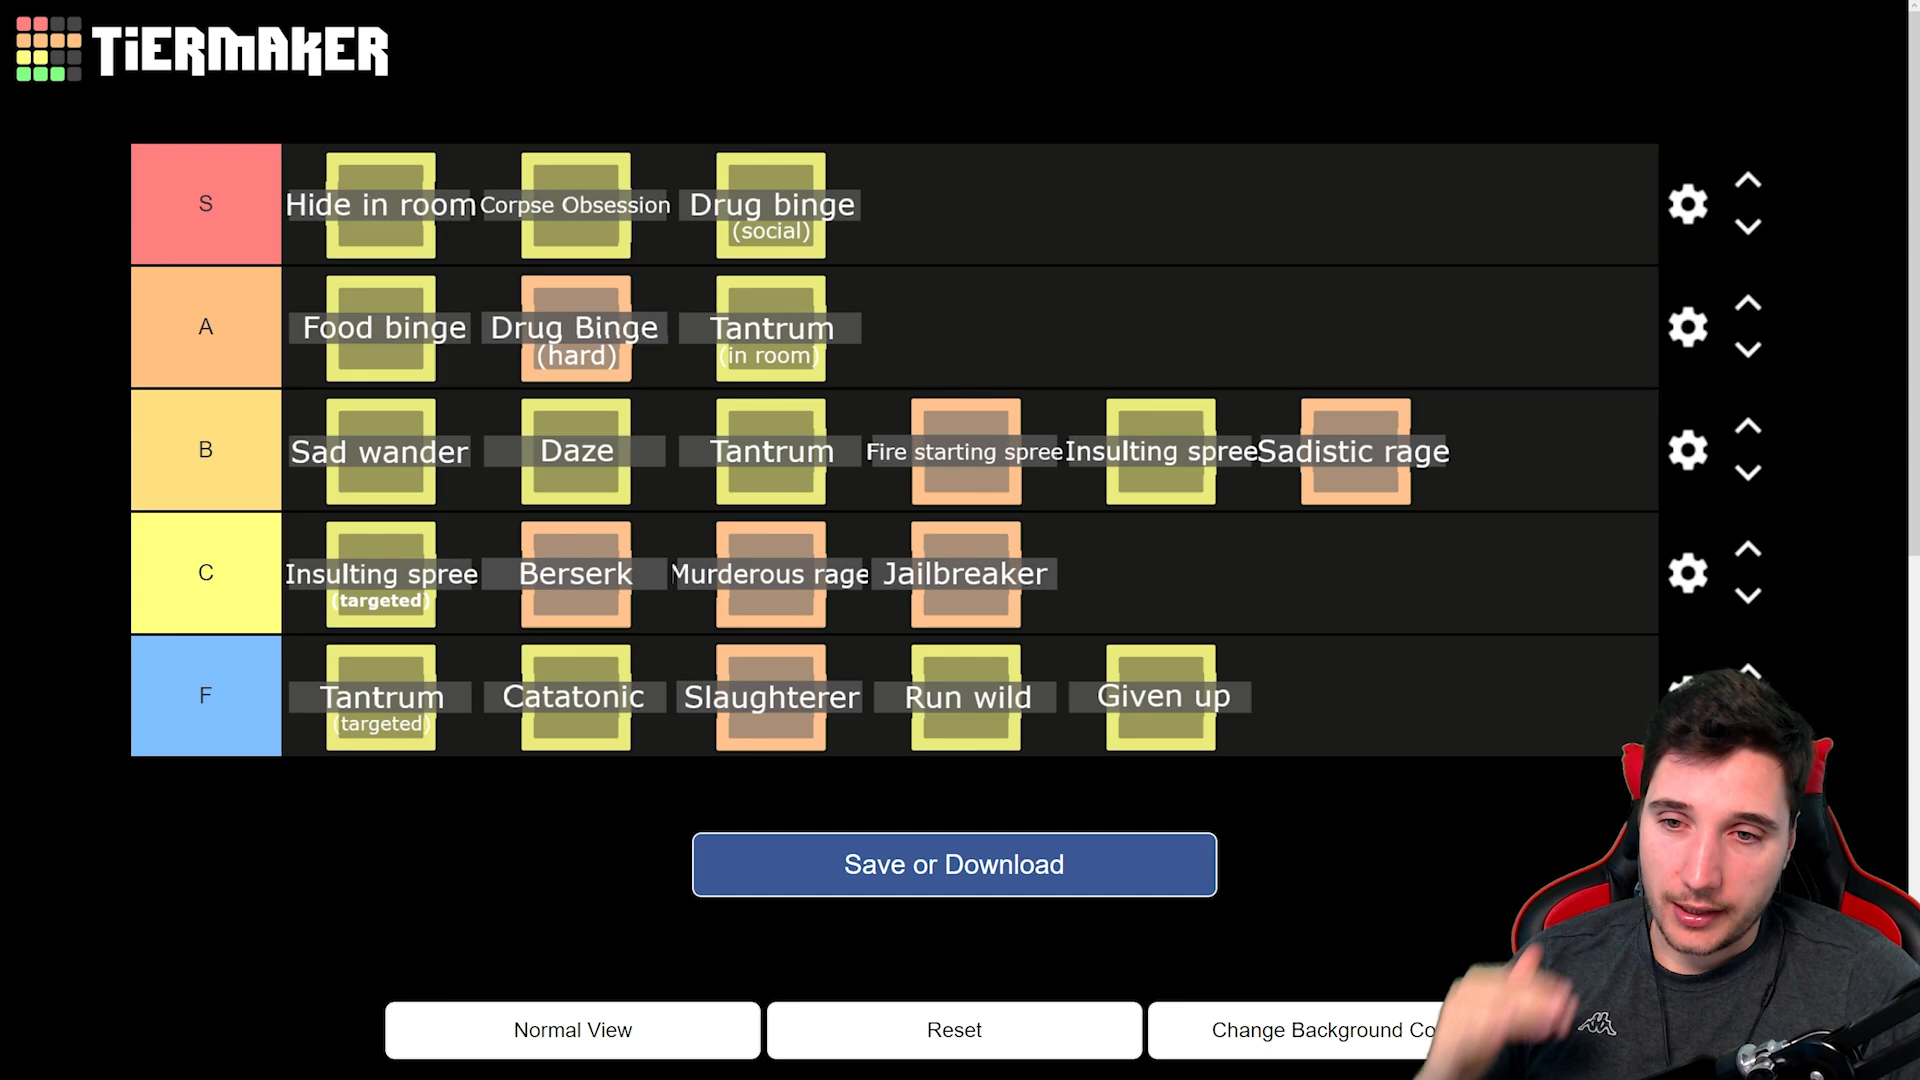 TiERMAKER
S
Hide in room
Corpse Obsession
Drug binge
(social)
A
Food binge
Drug Binge
(hard)
Tantrum
(in room)
B
Sad wander
Daze
Tantrum
Fire starting spree
Insulting spree
Sadistic rage
C
Insulting spree
(targeted)
Berserk
Murderous rage
Jailbreaker
F
Tantrum
(targeted)
Catatonic
Slaughterer
Run wild
Given up
Save or Download
Normal View
Reset
Change Background Co